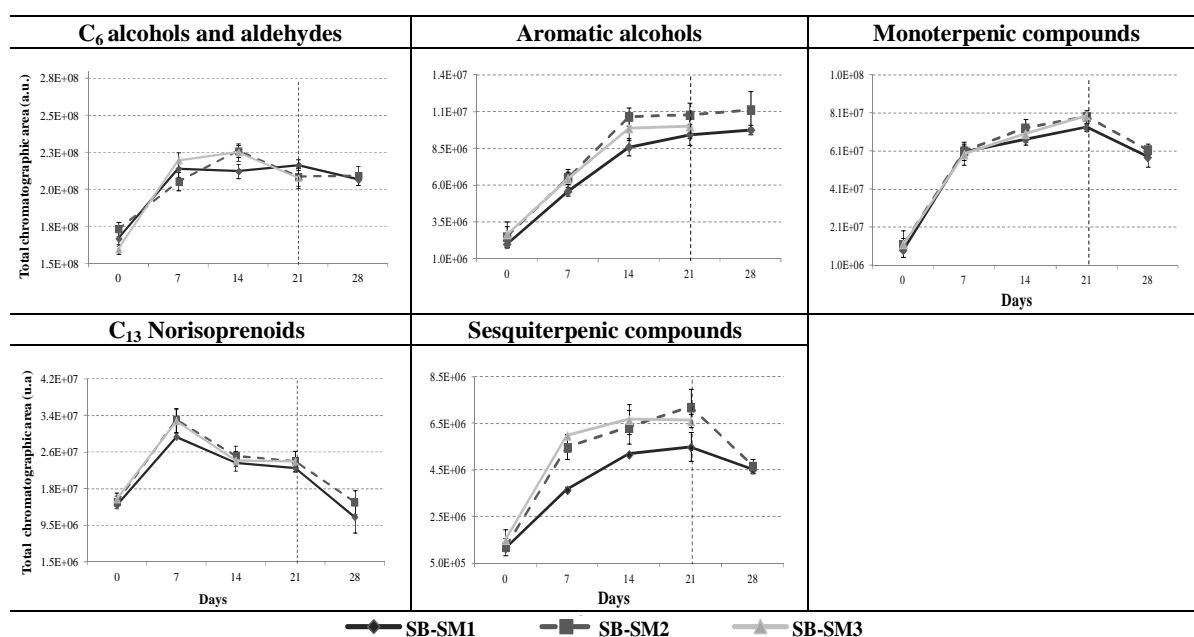 C6 alcohols and aldehydes
Aromatic alcohols
Monoterpenic compounds
Total chromatographic area (a.u.)
2.8E+08
2.5E+08
2.3E+08
2.0E+08
1.8E+08
1.5E+08
0 7 14 21 28
1.4E+07
1.1E+07
8.5E+06
6.0E+06
3.5E+06
1.0E+06
0 7 14 21 28
1.0E+08
8.1E+07
6.1E+07
4.1E+07
2.1E+07
1.0E+06
0 7 14 21 28
Days
C13 Norisoprenoids
Sesquiterpenic compounds
Total chromatographic area (u.a)
4.2E+07
3.4E+07
2.6E+07
1.8E+07
9.5E+06
1.5E+06
0 7 14 21 28
Days
8.5E+06
6.5E+06
4.5E+06
2.5E+06
5.0E+05
0 7 14 21 28
Days
SB-SM1 SB-SM2 SB-SM3